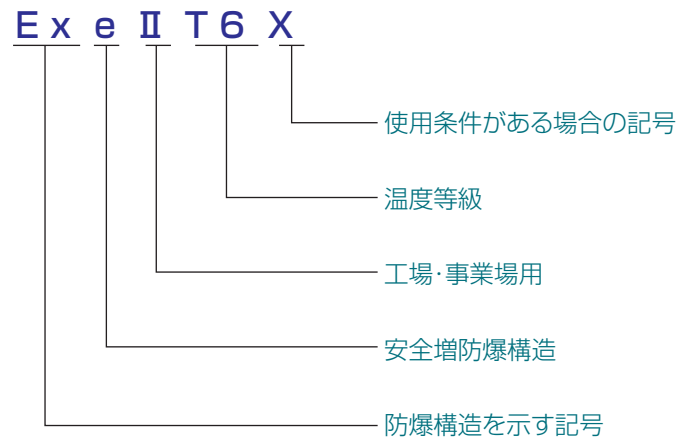 Ex e Ⅱ T6 X
使用条件がある場合の記号
温度等級
工場・事業場用
安全増防爆構造
防爆構造を示す記号